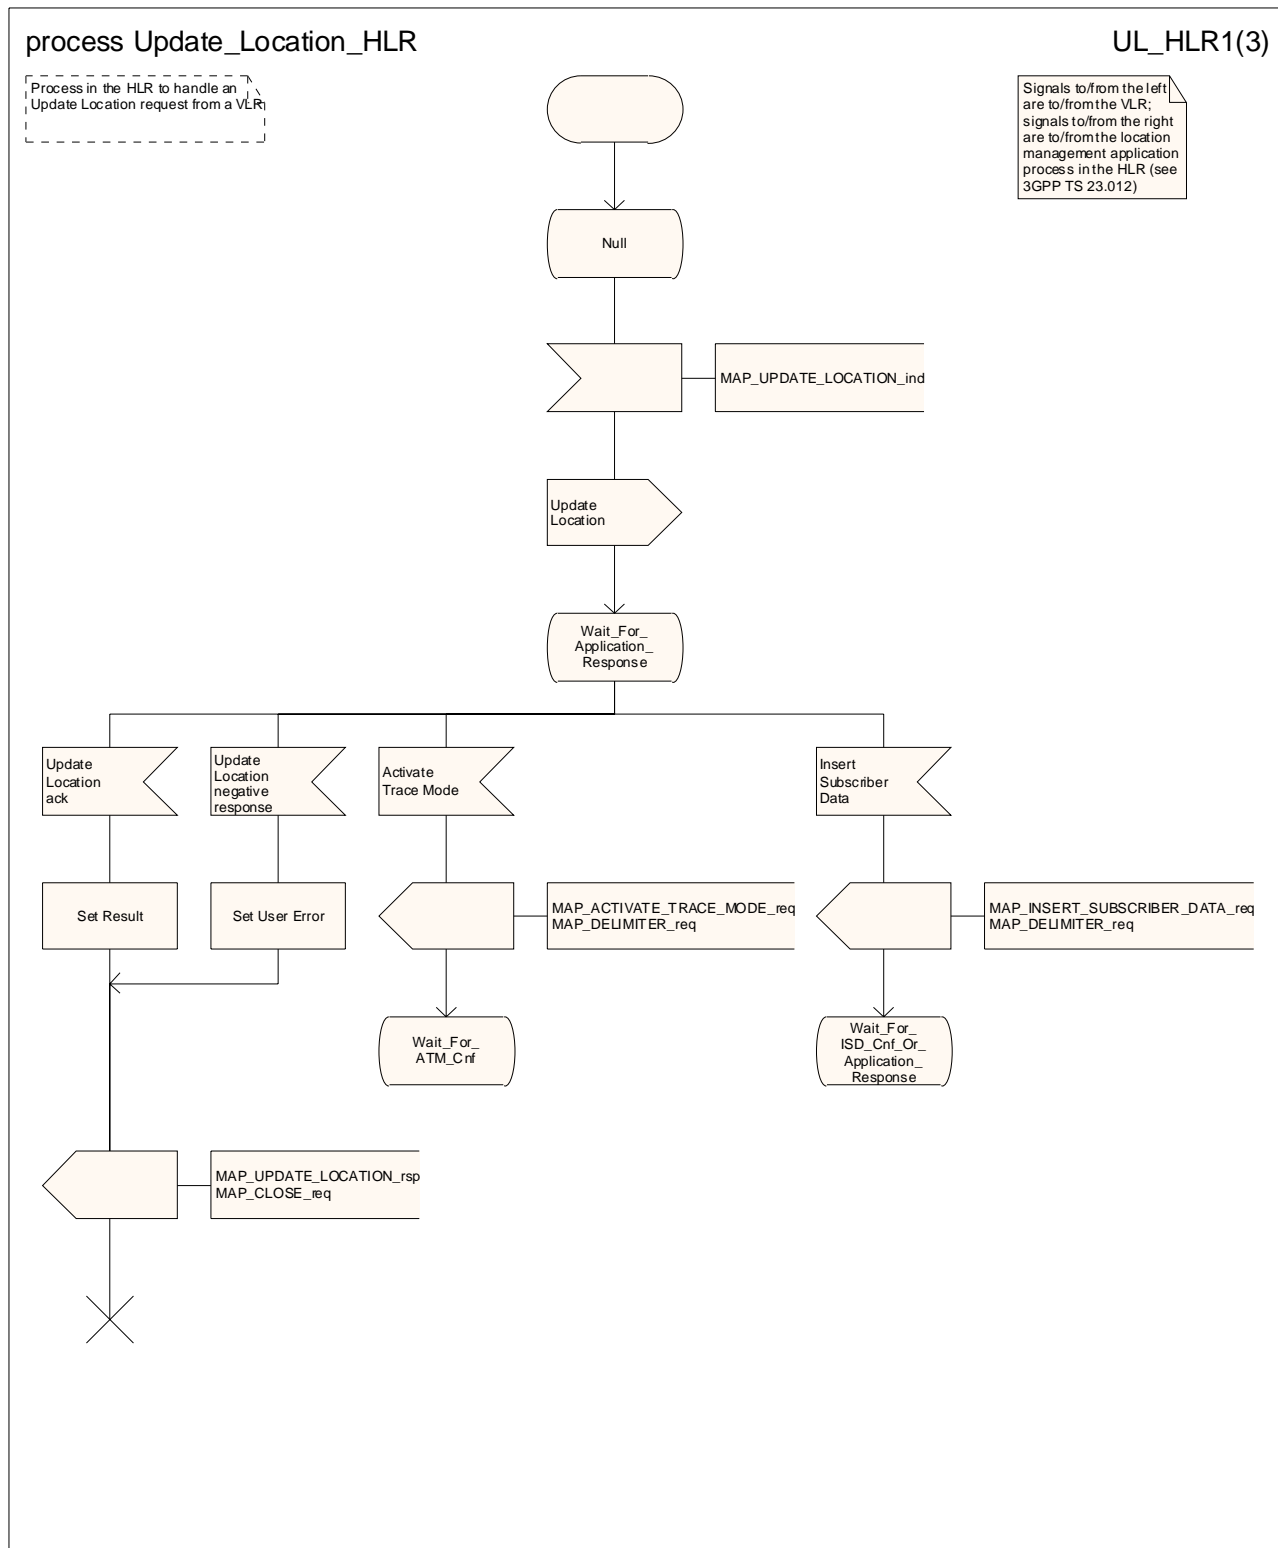 process Update_Location_HLR
UL_HLR1(3)
Process in the HLR to handle an
Update Location request from a VLR
Signals to/from the left
are to/from the VLR;
signals to/from the right
are to/from the location
management application
process in the HLR (see
3GPP TS 23.012)
Null
MAP_UPDATE_LOCATION_ind
Update
Location
Wait_For_
Application_
Response
Update
Location
ack
Update
Location
negative
response
Activate
Trace Mode
Insert
Subscriber
Data
Set Result
Set User Error
MAP_ACTIVATE_TRACE_MODE_req
MAP_DELIMITER_req
MAP_INSERT_SUBSCRIBER_DATA_req
MAP_DELIMITER_req
Wait_For_
ATM_Cnf
Wait_For_
ISD_Cnf_Or_
Application_
Response
MAP_UPDATE_LOCATION_rsp
MAP_CLOSE_req